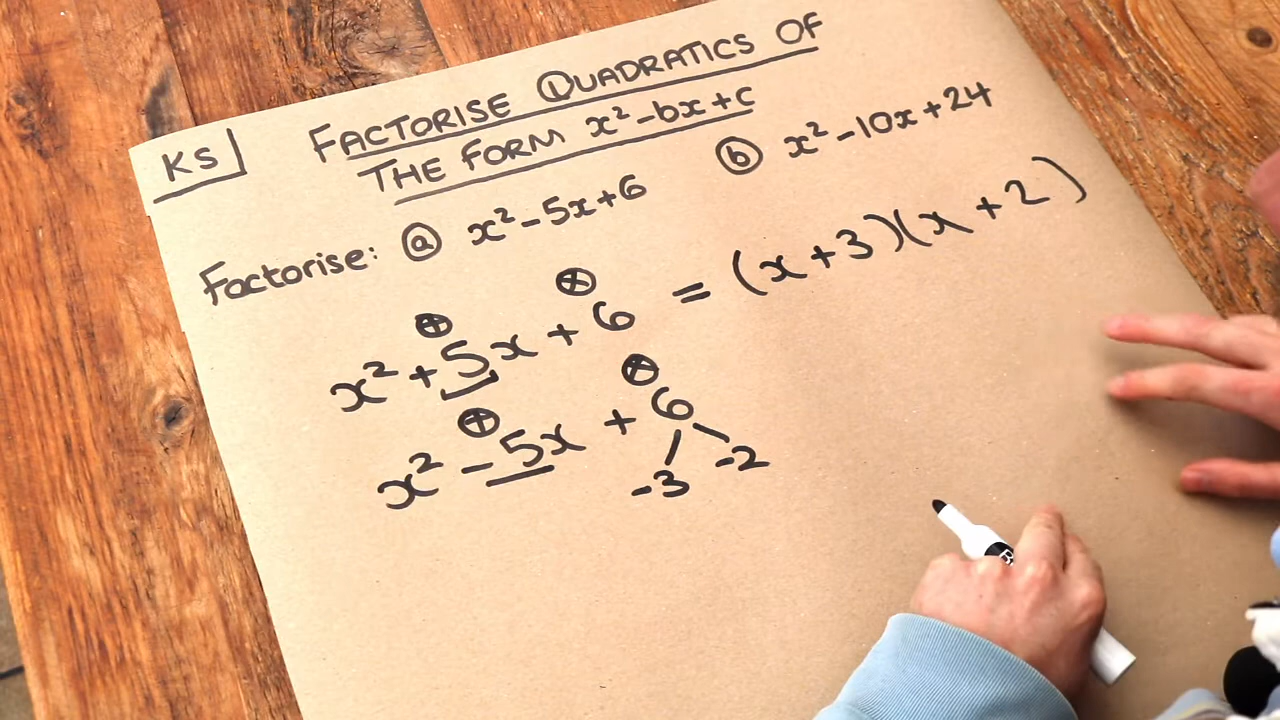 KS
FACTORISE QUADRATICS OF
THE FORM x² - bx + c
Factorise: ⓐ x² - 5x + 6 ⓑ x² - 10x + 24
⊕ ⊗
x² + 5x + 6 = (x + 3)(x + 2)
⊕ ⊗
x² - 5x + 6
-3 -2